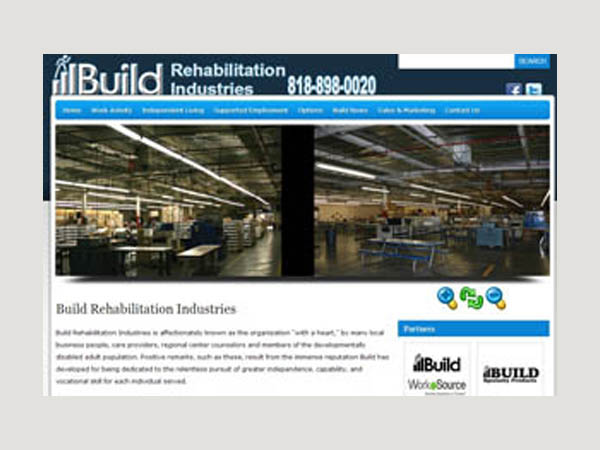 Build
Rehabilitation
Industries
818-898-0020
SEARCH
Home Work Activity Independent Living Supported Employment Options Build News Sales & Marketing Contact Us
Build Rehabilitation Industries
Build Rehabilitation Industries is affectionately known as the organization "with a heart," by many local
business people, care providers, regional center counselors and members of the developmentally
disabled adult population. Positive remarks, such as these, result from the immense reputation Build has
developed for being dedicated to the relentless pursuit of greater independence, capability, and
vocational skill for each individual served.
Partners
Build
WorkSource
BUILD
Specialty Products